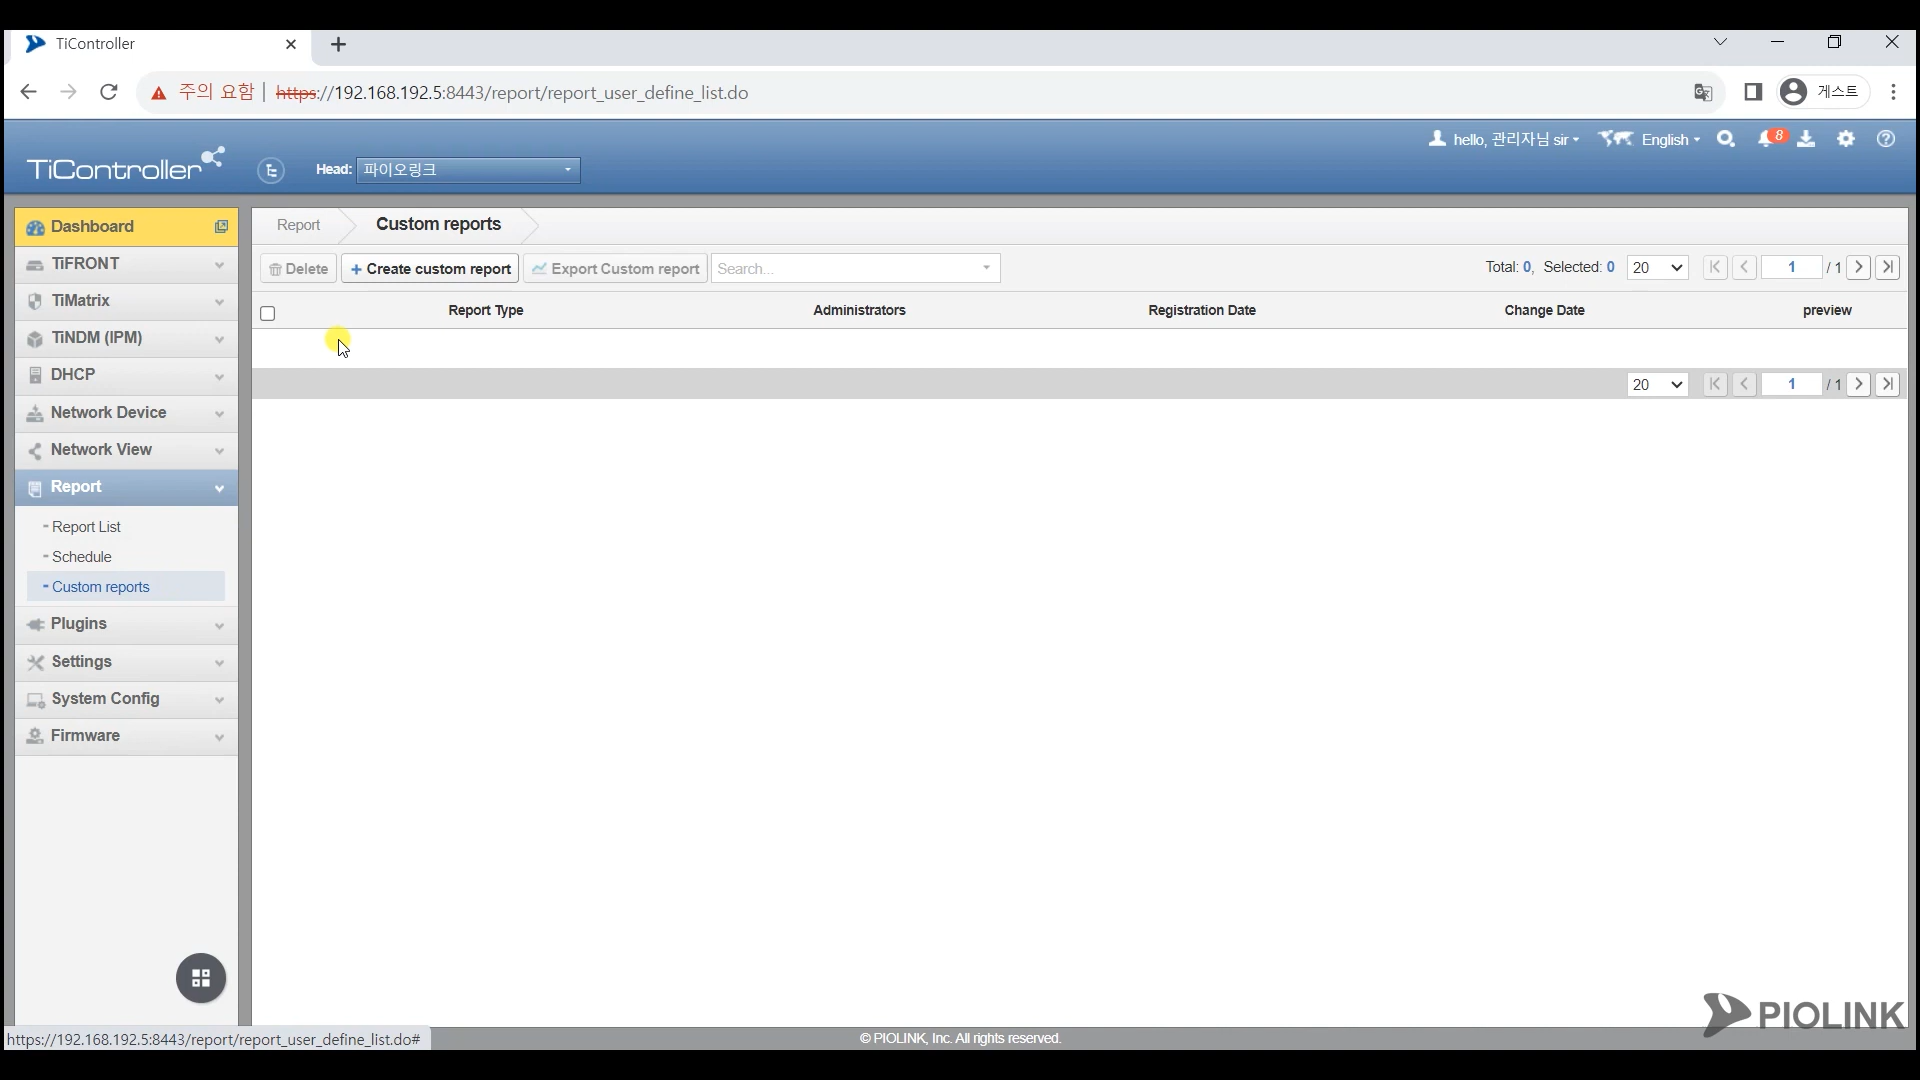 TiController
주의 요함 https://192.168.192.5:8443/report/report_user_define_list.do
게스트
hello, 관리자님 sir English 8
TiController Head: 파이오링크
Dashboard
TiFRONT
TiMatrix
TiNDM (IPM)
DHCP
Network Device
Network View
Report
- Report List
- Schedule
- Custom reports
Plugins
Settings
System Config
Firmware
Report Custom reports
Delete + Create custom report Export Custom report Search... Total: 0, Selected: 0 20 1 / 1
Report Type Administrators Registration Date Change Date preview
20 1 / 1
PIOLINK
https://192.168.192.5:8443/report/report_user_define_list.do#
© PIOLINK, Inc. All rights reserved.